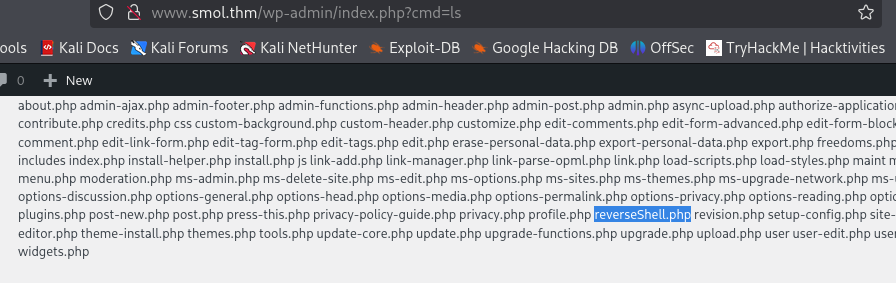 www.smol.thm/wp-admin/index.php?cmd=ls
ools Kali Docs Kali Forums Kali NetHunter Exploit-DB Google Hacking DB OffSec TryHackMe | Hacktivities
0 New
about.php admin-ajax.php admin-footer.php admin-functions.php admin-header.php admin-post.php admin.php async-upload.php authorize-application
contribute.php credits.php css custom-background.php custom-header.php customize.php edit-comments.php edit-form-advanced.php edit-form-block
comment.php edit-link-form.php edit-tag-form.php edit-tags.php edit.php erase-personal-data.php export-personal-data.php export.php freedoms.php
includes index.php install-helper.php install.php js link-add.php link-manager.php link-parse-opml.php link.php load-scripts.php load-styles.php maint m
menu.php moderation.php ms-admin.php ms-delete-site.php ms-edit.php ms-options.php ms-sites.php ms-themes.php ms-upgrade-network.php ms-u
options-discussion.php options-general.php options-head.php options-media.php options-permalink.php options-privacy.php options-reading.php optio
plugins.php post-new.php post.php press-this.php privacy-policy-guide.php privacy.php profile.php reverseShell.php revision.php setup-config.php site-
editor.php theme-install.php themes.php tools.php update-core.php update.php upgrade-functions.php upgrade.php upload.php user user-edit.php user
widgets.php